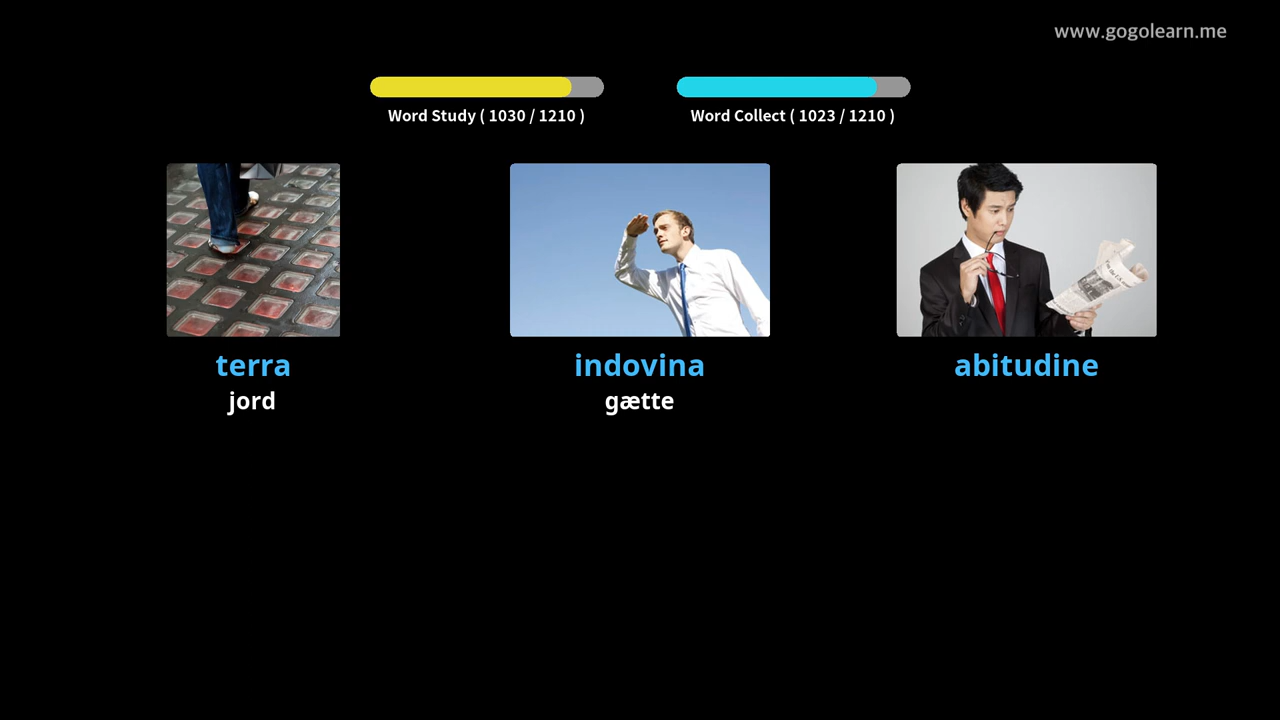 www.gogolearn.me
Word Study ( 1030 / 1210 )
Word Collect ( 1023 / 1210 )
terra
jord
indovina
gætte
abitudine